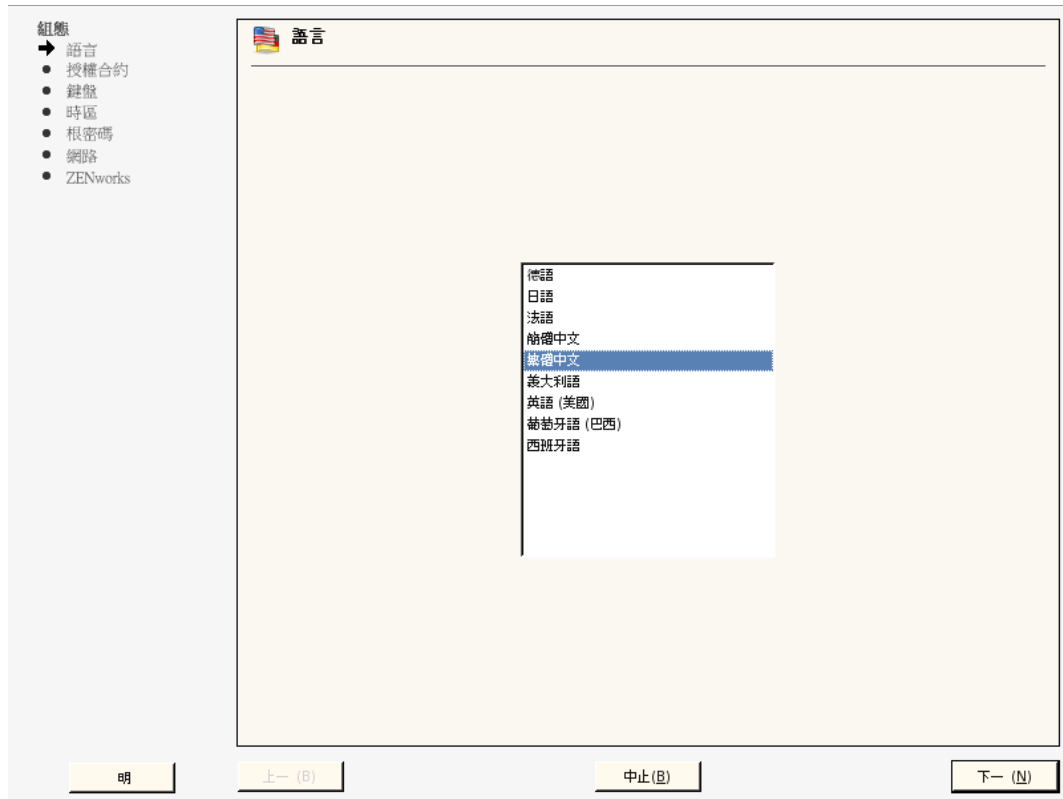 組態
語言
授權合約
鍵盤
時區
根密碼
網路
ZENworks
語言
德語
日語
法語
簡體中文
繁體中文
義大利語
英語 (美國)
葡萄牙語 (巴西)
西班牙語
明
上一 (B)
中止(B)
下一 (N)